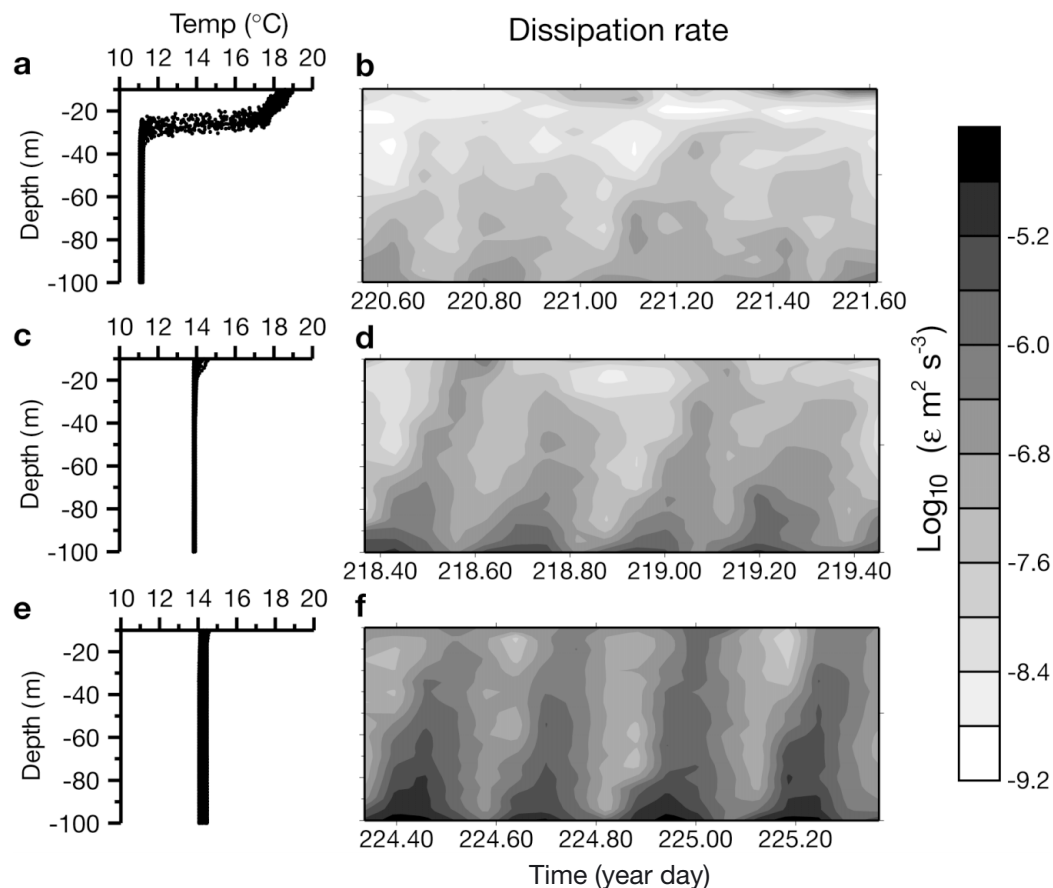 Temp (°C)
Dissipation rate
10 12 14 16 18 20
a
b
-20
-40
-60
-80
-100
Depth (m)
220.60 220.80 221.00 221.20 221.40 221.60
10 12 14 16 18 20
c
d
-20
-40
-60
-80
-100
Depth (m)
218.40 218.60 218.80 219.00 219.20 219.40
10 12 14 16 18 20
e
f
-20
-40
-60
-80
-100
Depth (m)
224.40 224.60 224.80 225.00 225.20
Time (year day)
Log10 (ε m² s⁻³)
-5.2
-6.0
-6.8
-7.6
-8.4
-9.2